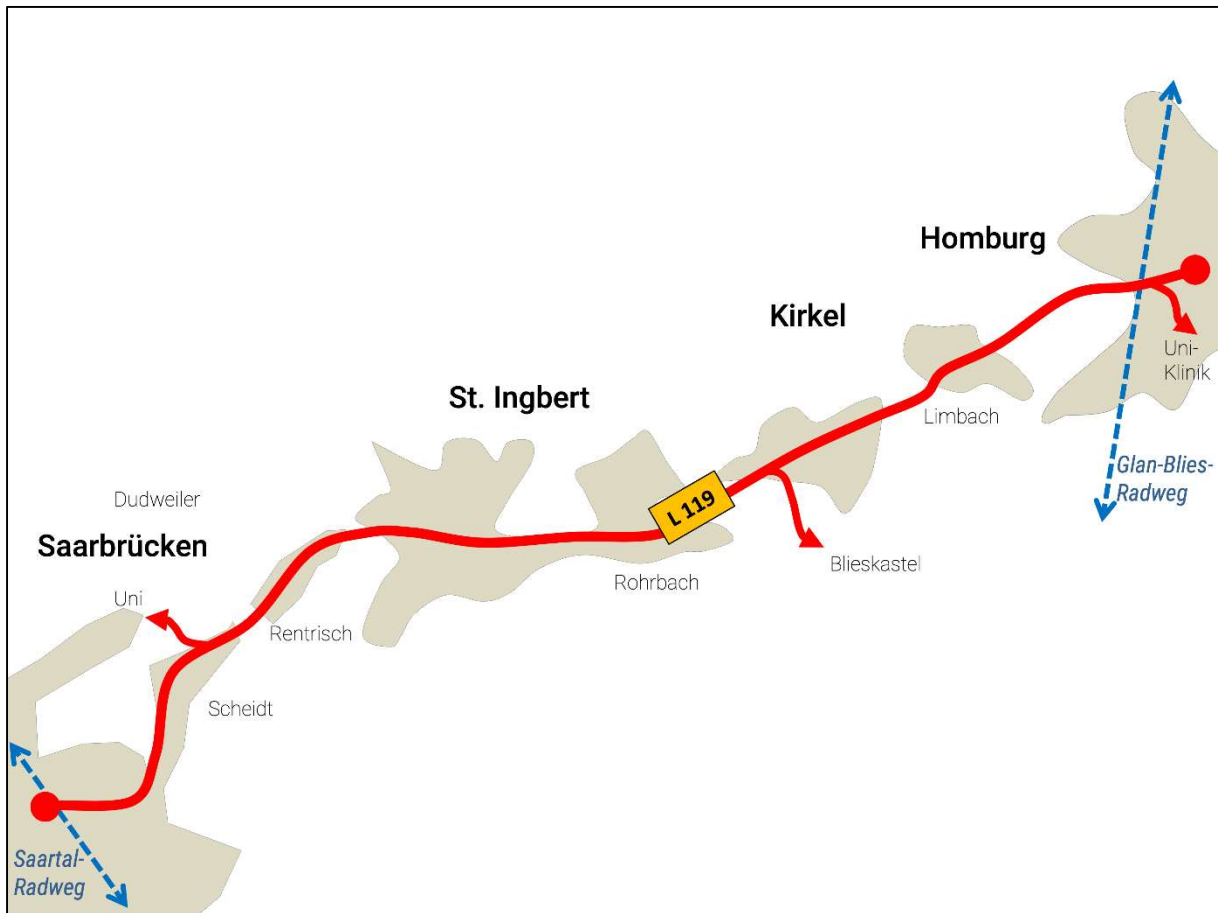 Homburg
Kirkel
Uni-
Klinik
St. Ingbert
Limbach
Glan-Blies-
Radweg
L 119
Dudweiler
Saarbrücken
Rohrbach
Blieskastel
Uni
Rentrisch
Scheidt
Saartal-
Radweg